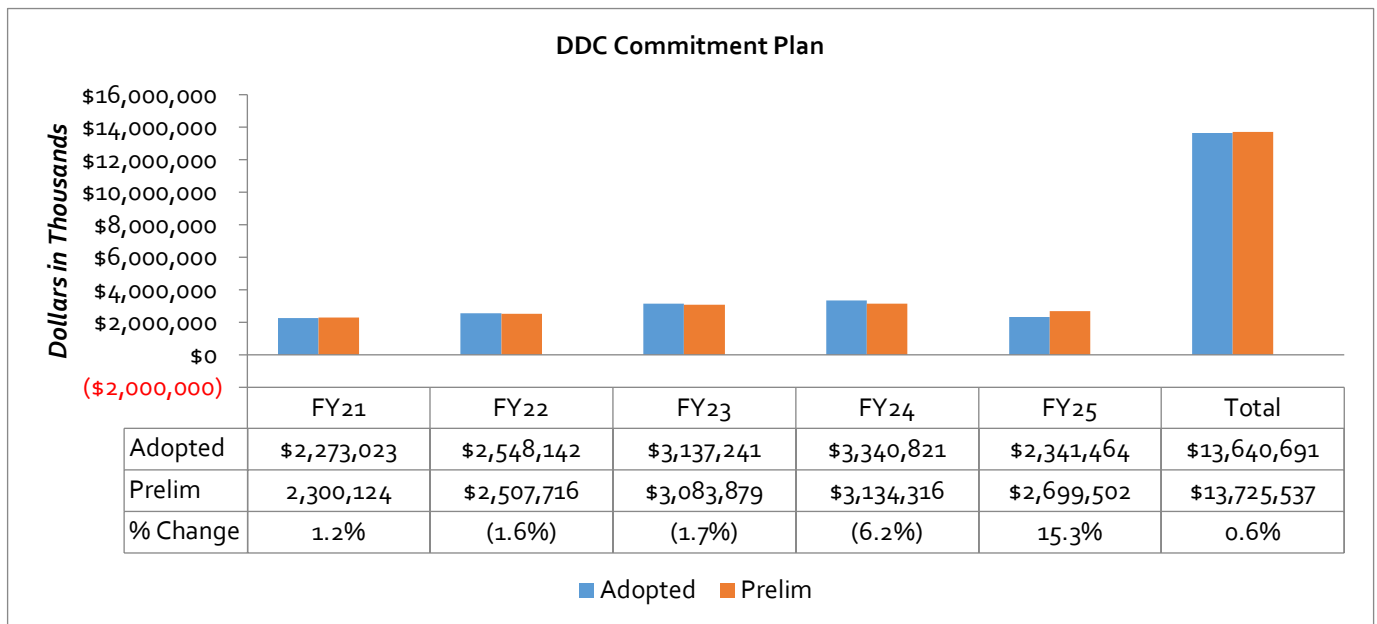 DDC Commitment Plan
Dollars in Thousands
$16,000,000
$14,000,000
$12,000,000
$10,000,000
$8,000,000
$6,000,000
$4,000,000
$2,000,000
$0
($2,000,000)
FY21 FY22 FY23 FY24 FY25 Total
Adopted $2,273,023 $2,548,142 $3,137,241 $3,340,821 $2,341,464 $13,640,691
Prelim 2,300,124 $2,507,716 $3,083,879 $3,134,316 $2,699,502 $13,725,537
% Change 1.2% (1.6%) (1.7%) (6.2%) 15.3% 0.6%
Adopted Prelim